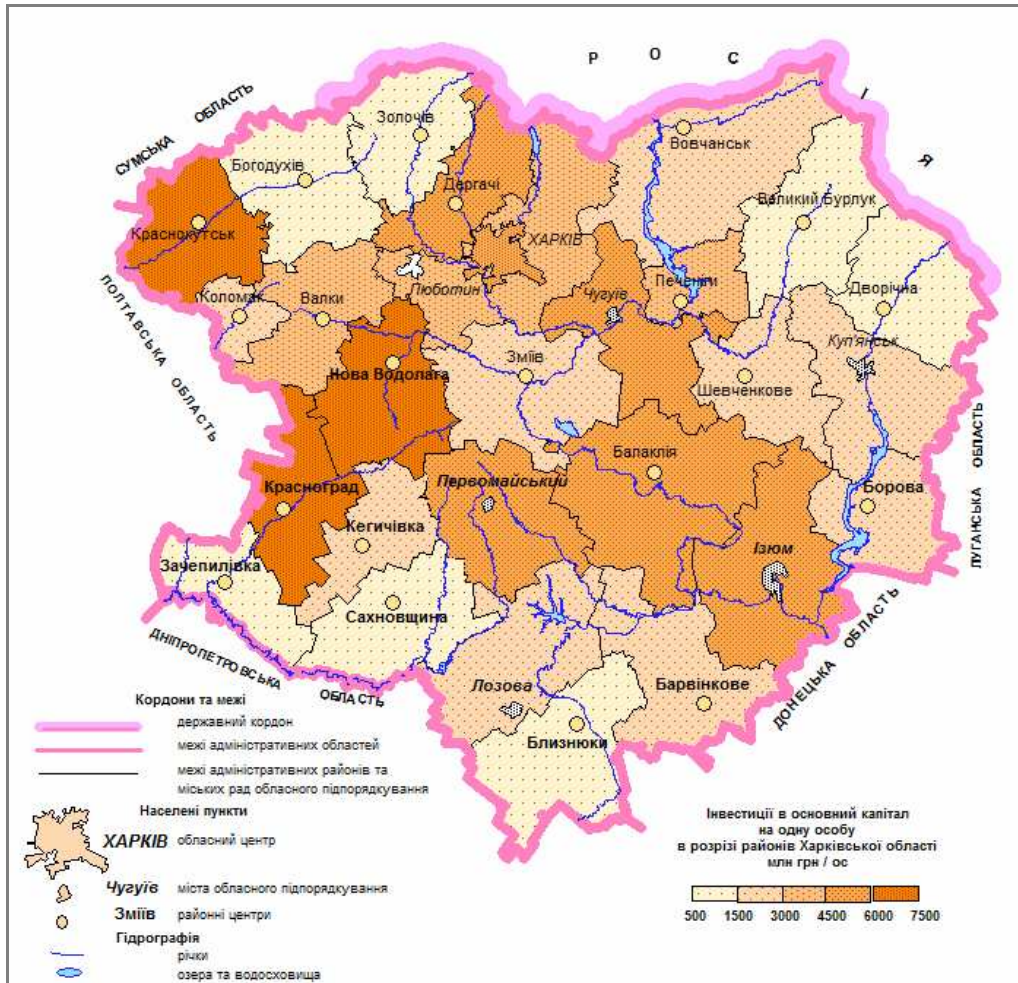 Р О С І Я
СУМСЬКА ОБЛАСТЬ
Золочів
Богодухів
Вовчанськ
Дергачі
Великий Бурлук
Краснокутськ
ХАРКІВ
Люботин
Печеніги
Чугуїв
Дворічна
Коломак
Валки
ПОЛТАВСЬКА ОБЛАСТЬ
Куп'янськ
Зміїв
Нова Водолага
Шевченкове
Балаклія
ЛУГАНСЬКА ОБЛАСТЬ
Первомайський
Борова
Красноград
Кегичівка
Ізюм
Зачепилівка
Сахновщина
ДНІПРОПЕТРОВСЬКА ОБЛАСТЬ
ДОНЕЦЬКА ОБЛАСТЬ
Лозова
Барвінкове
Близнюки
Кордони та межі
державний кордон
межі адміністративних областей
межі адміністративних районів та
міських рад обласного підпорядкування
Населені пункти
ХАРКІВ обласний центр
Чугуїв міста обласного підпорядкування
Зміїв районні центри
Гідрографія
річки
озера та водосховища
Інвестиції в основний капітал
на одну особу
в розрізі районів Харківської області
млн грн / ос
500 1500 3000 4500 6000 7500